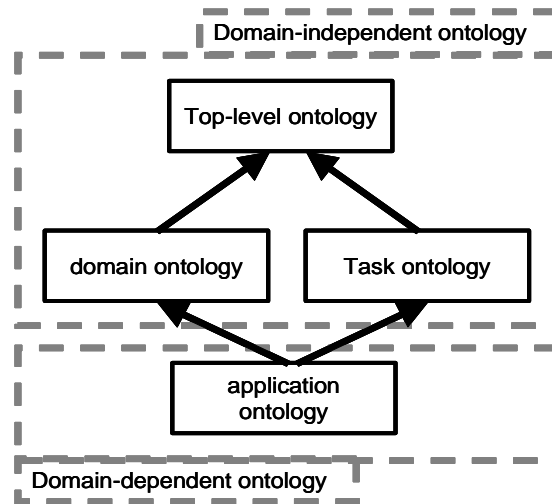 Domain-independent ontology
Top-level ontology
domain ontology
Task ontology
application
ontology
Domain-dependent ontology